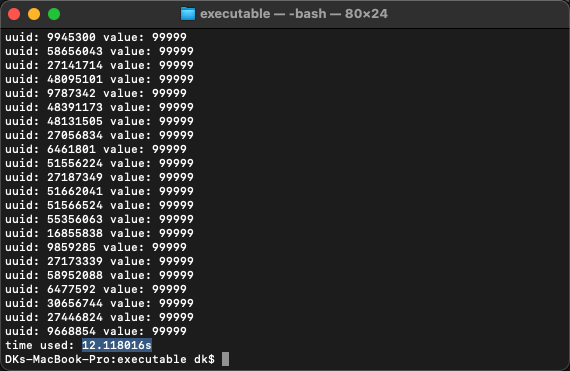 executable — -bash — 80×24
uuid: 9945300 value: 99999
uuid: 58656043 value: 99999
uuid: 27141714 value: 99999
uuid: 48095101 value: 99999
uuid: 9787342 value: 99999
uuid: 48391173 value: 99999
uuid: 48131505 value: 99999
uuid: 27056834 value: 99999
uuid: 6461801 value: 99999
uuid: 51556224 value: 99999
uuid: 27187349 value: 99999
uuid: 51662041 value: 99999
uuid: 51566524 value: 99999
uuid: 55356063 value: 99999
uuid: 16855838 value: 99999
uuid: 9859285 value: 99999
uuid: 27173339 value: 99999
uuid: 58952088 value: 99999
uuid: 6477592 value: 99999
uuid: 30656744 value: 99999
uuid: 27446824 value: 99999
uuid: 9668854 value: 99999
time used: 12.118016s
DKs-MacBook-Pro:executable dk$